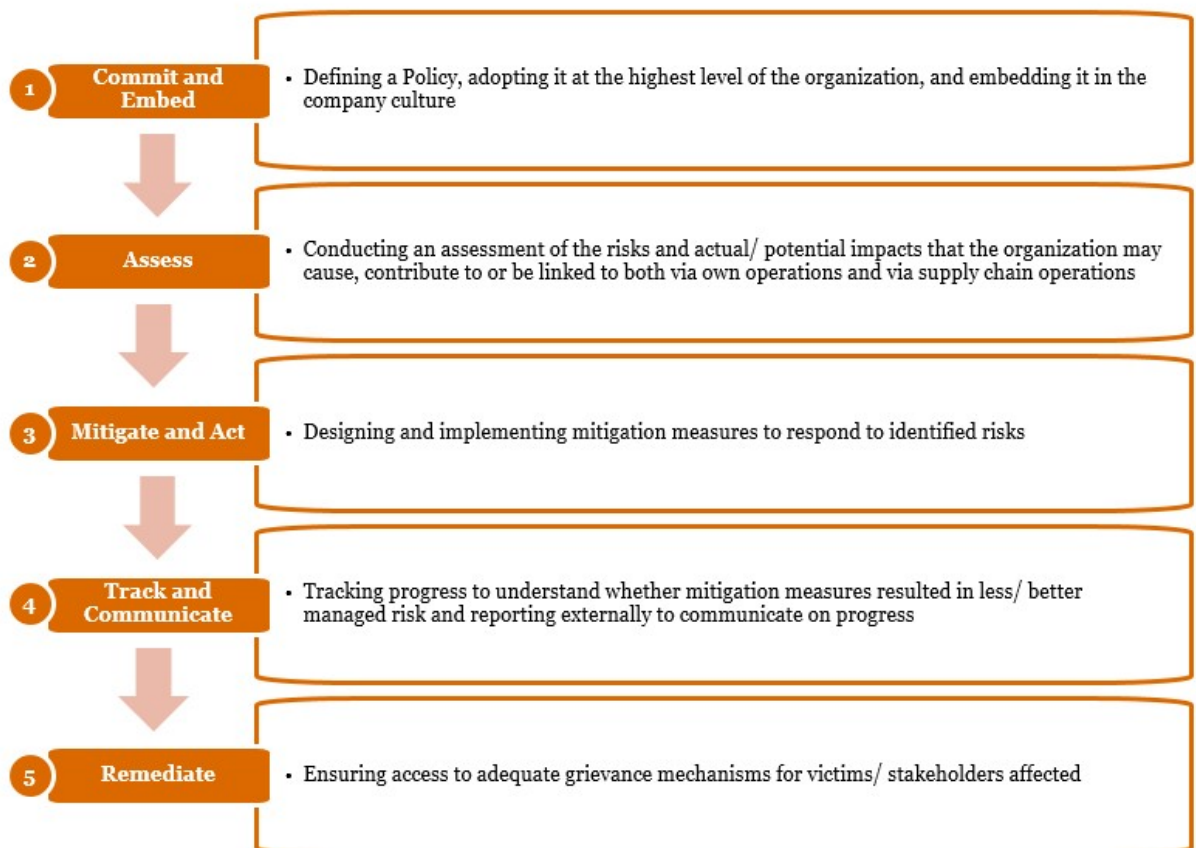 1
Commit and
Embed
• Defining a Policy, adopting it at the highest level of the organization, and embedding it in the
company culture
2
Assess
• Conducting an assessment of the risks and actual/ potential impacts that the organization may
cause, contribute to or be linked to both via own operations and via supply chain operations
3
Mitigate and Act
• Designing and implementing mitigation measures to respond to identified risks
4
Track and
Communicate
• Tracking progress to understand whether mitigation measures resulted in less/ better
managed risk and reporting externally to communicate on progress
5
Remediate
• Ensuring access to adequate grievance mechanisms for victims/ stakeholders affected